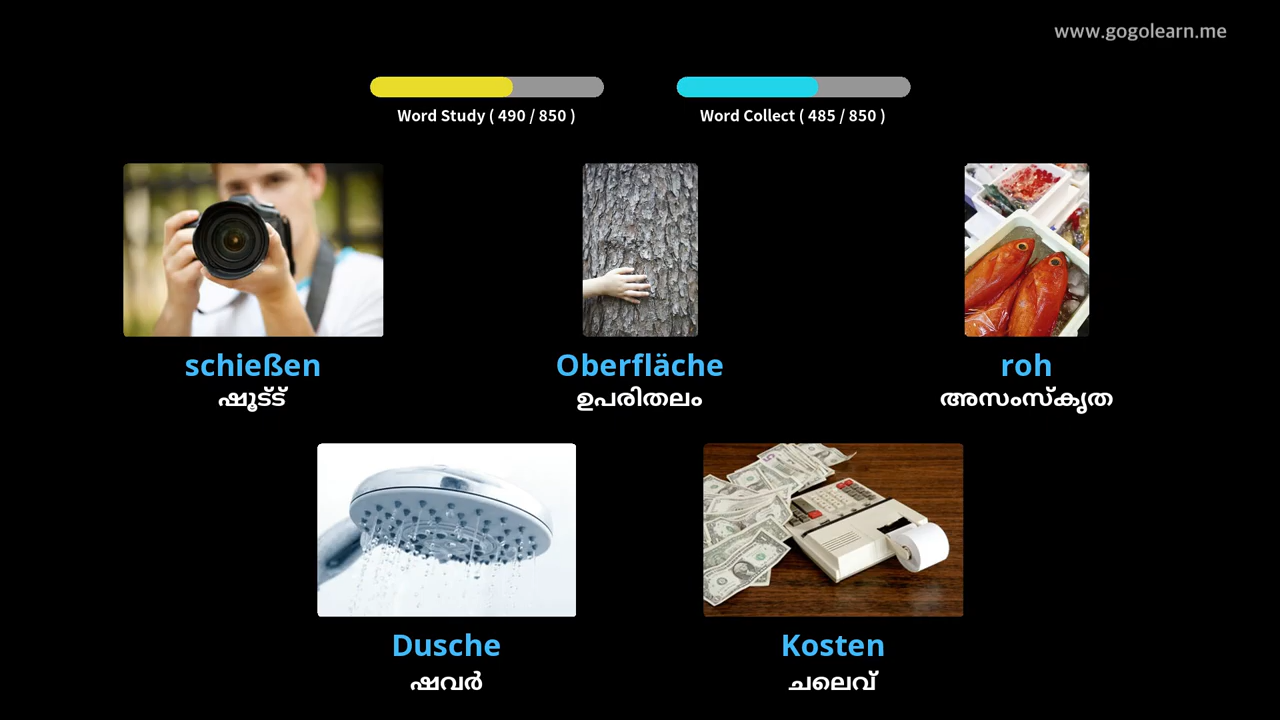 www.gogolearn.me
Word Study ( 490 / 850 )
Word Collect ( 485 / 850 )
schießen
ഷൂട്ട്
Oberfläche
ഉപരിതലം
roh
അസംസ്കൃത
Dusche
ഷവർ
Kosten
ചലെവ്